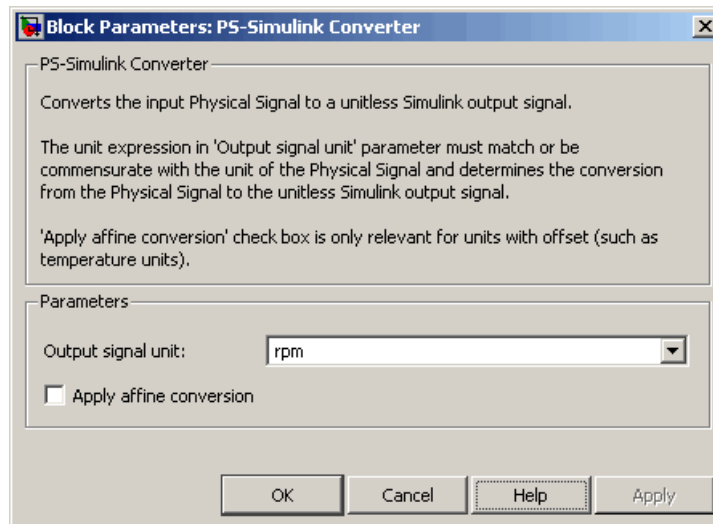 Block Parameters: PS-Simulink Converter
PS-Simulink Converter
Converts the input Physical Signal to a unitless Simulink output signal.
The unit expression in 'Output signal unit' parameter must match or be
commensurate with the unit of the Physical Signal and determines the conversion
from the Physical Signal to the unitless Simulink output signal.
'Apply affine conversion' check box is only relevant for units with offset (such as
temperature units).
Parameters
Output signal unit: rpm
Apply affine conversion
OK Cancel Help Apply